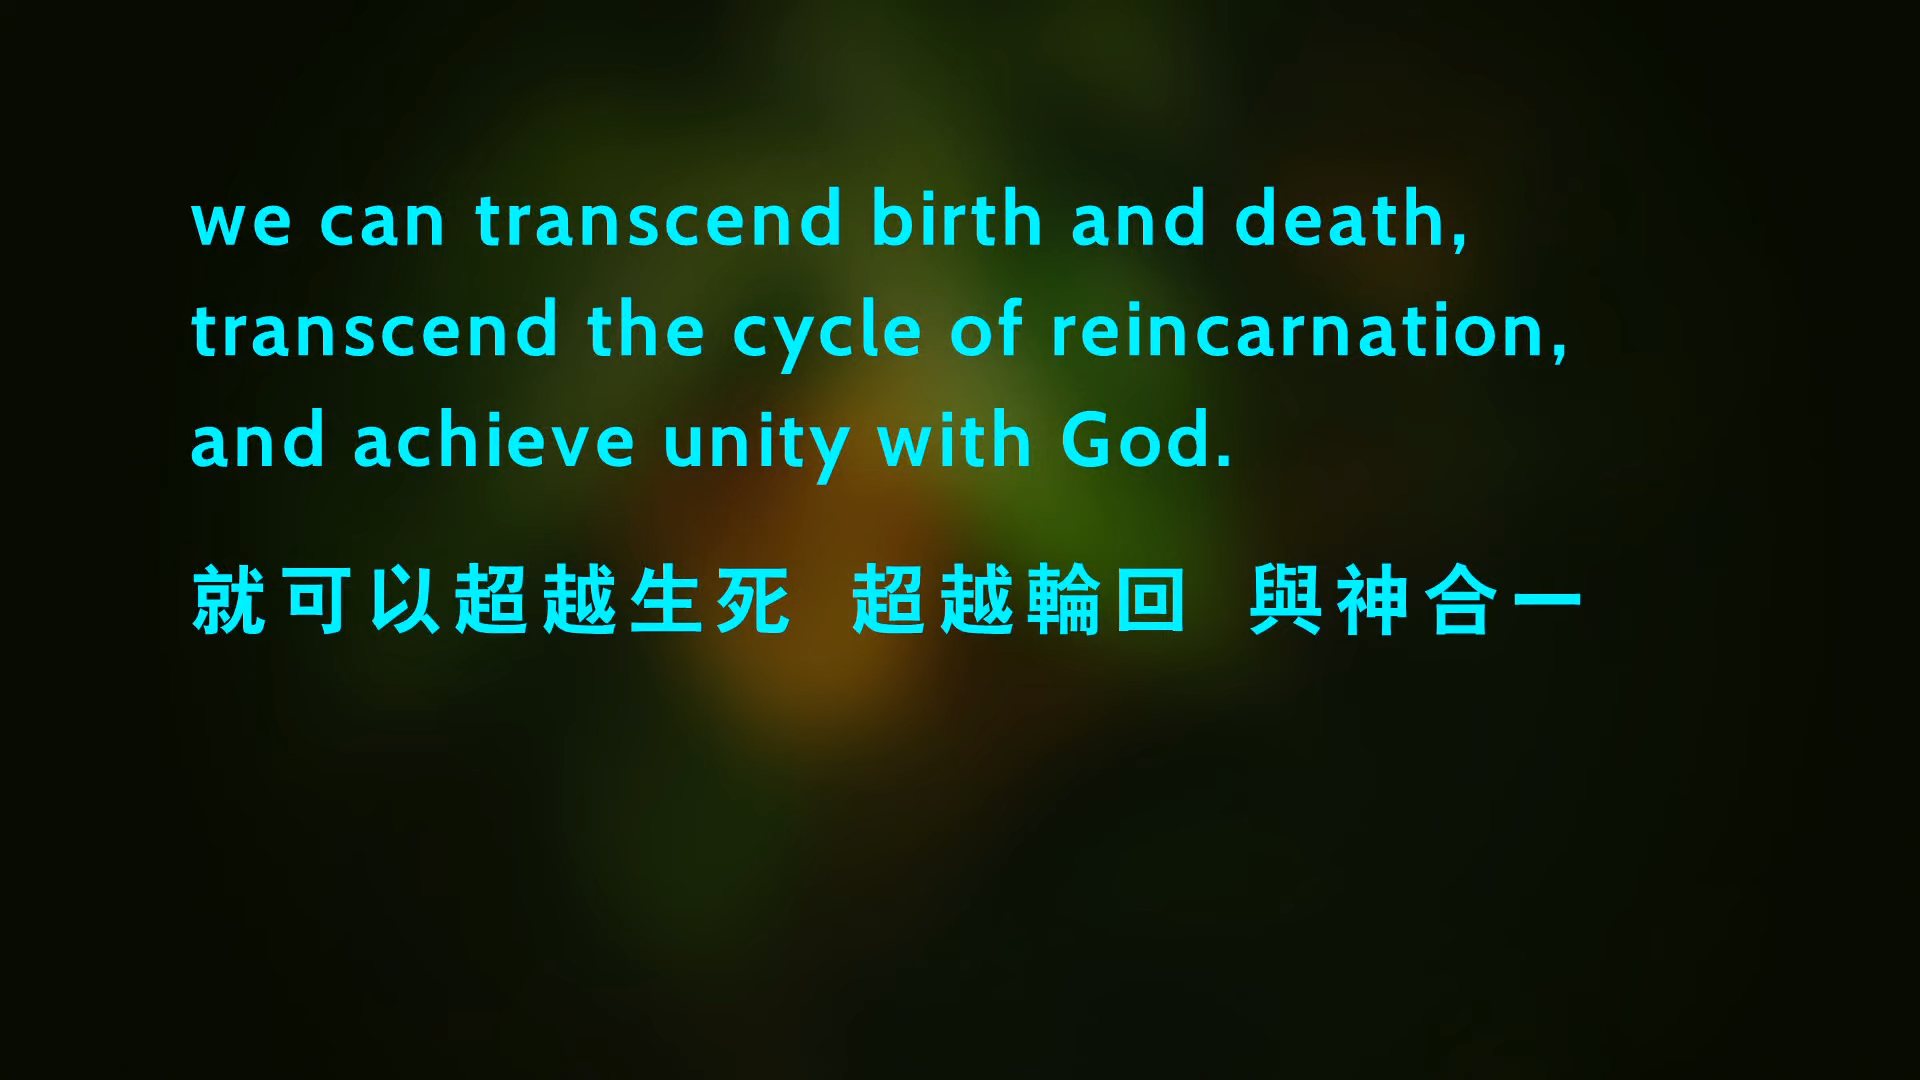 we can transcend birth and death,
transcend the cycle of reincarnation,
and achieve unity with God.
就可以超越生死 超越輪回 與神合一